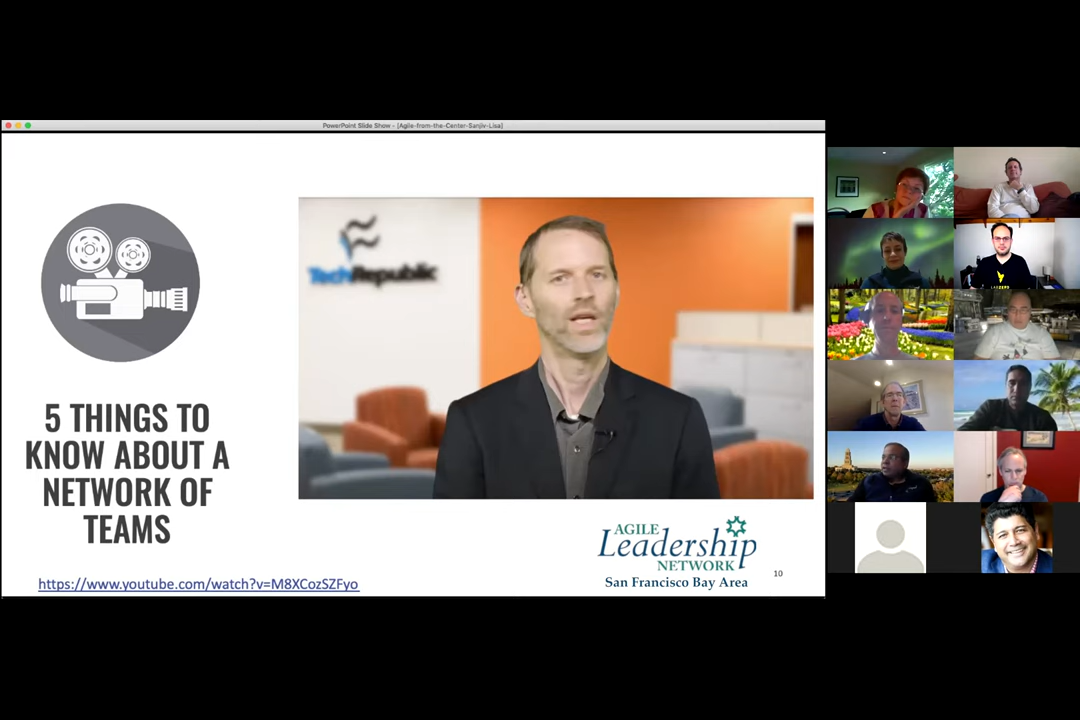 PowerPoint Slide Show - [Agile-from-the-Center-Sanjiv-Lisa]
TechRepublic
5 THINGS TO
KNOW ABOUT A
NETWORK OF
TEAMS
https://www.youtube.com/watch?v=M8XCozSZFyo
AGILE
Leadership
NETWORK
San Francisco Bay Area
10